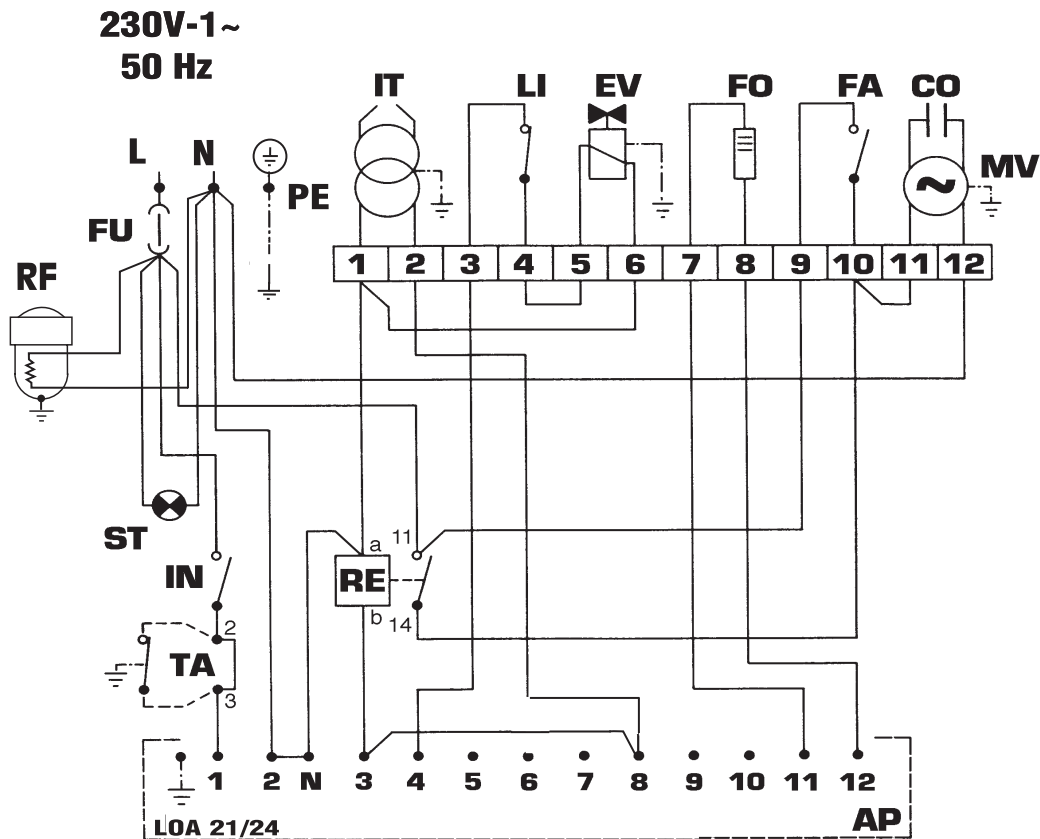 230V-1~
50 Hz
IT LI EV FO FA CO
L N
PE
MV
FU
RF
1 2 3 4 5 6 7 8 9 10 11 12
ST
a 11
IN RE
b 14
2
TA
3
1 2 N 3 4 5 6 7 8 9 10 11 12
LOA 21/24 AP